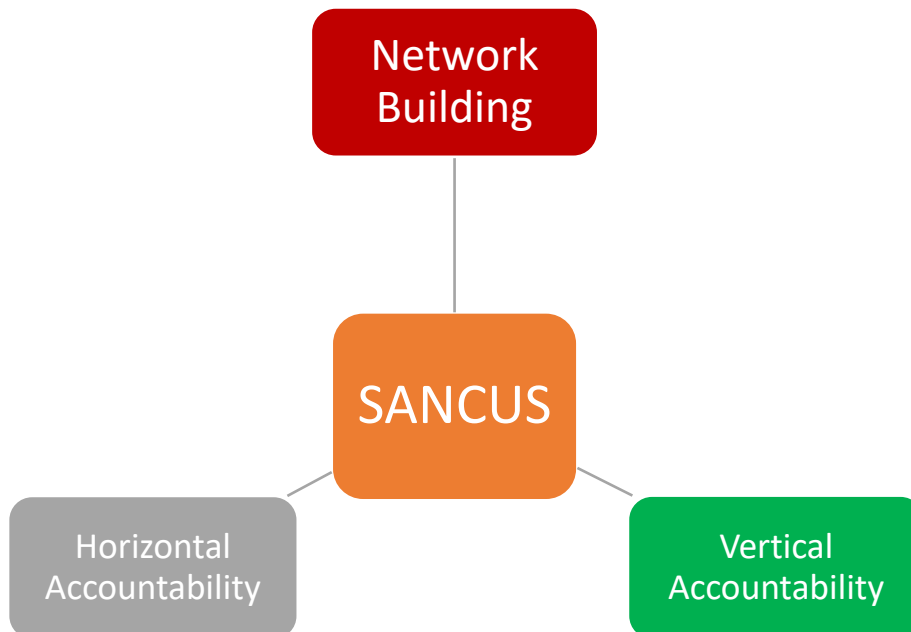 Network
Building
SANCUS
Horizontal
Accountability
Vertical
Accountability